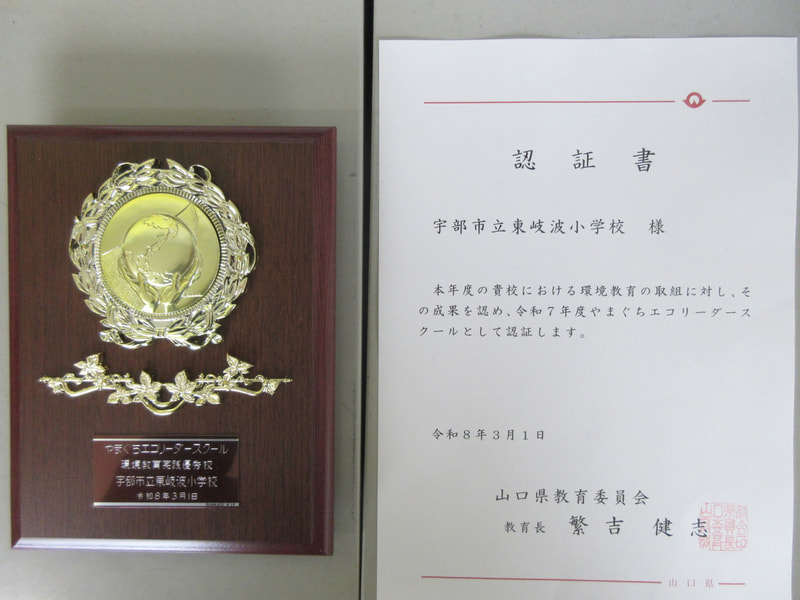 やまぐちエコリーダースクール
環境教育実践優秀校
宇部市立東岐波小学校
令和8年3月1日
認証書
宇部市立東岐波小学校 様
本年度の貴校における環境教育の取組に対し、そ
の成果を認め、令和7年度やまぐちエコリーダース
クールとして認証します。
令和8年3月1日
山口県教育委員会
教育長 繁吉健志
山口県